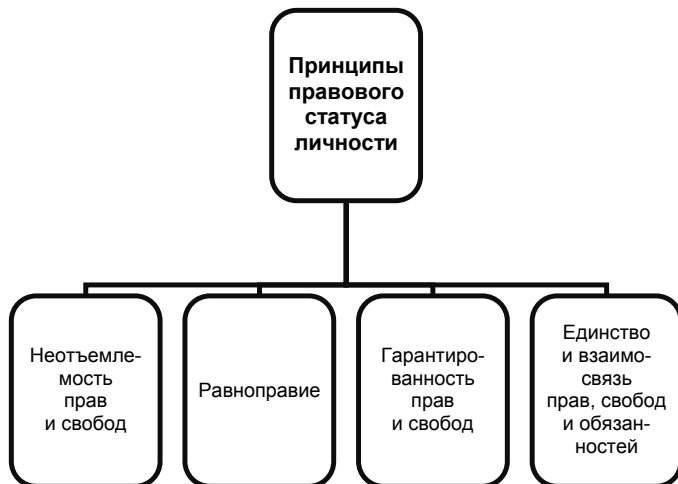 Принципы
правового
статуса
личности
Неотъемле-
мость
прав
и свобод
Равноправие
Гарантиро-
ванность
прав
и свобод
Единство
и взаимо-
связь
прав, свобод
и обязан-
ностей